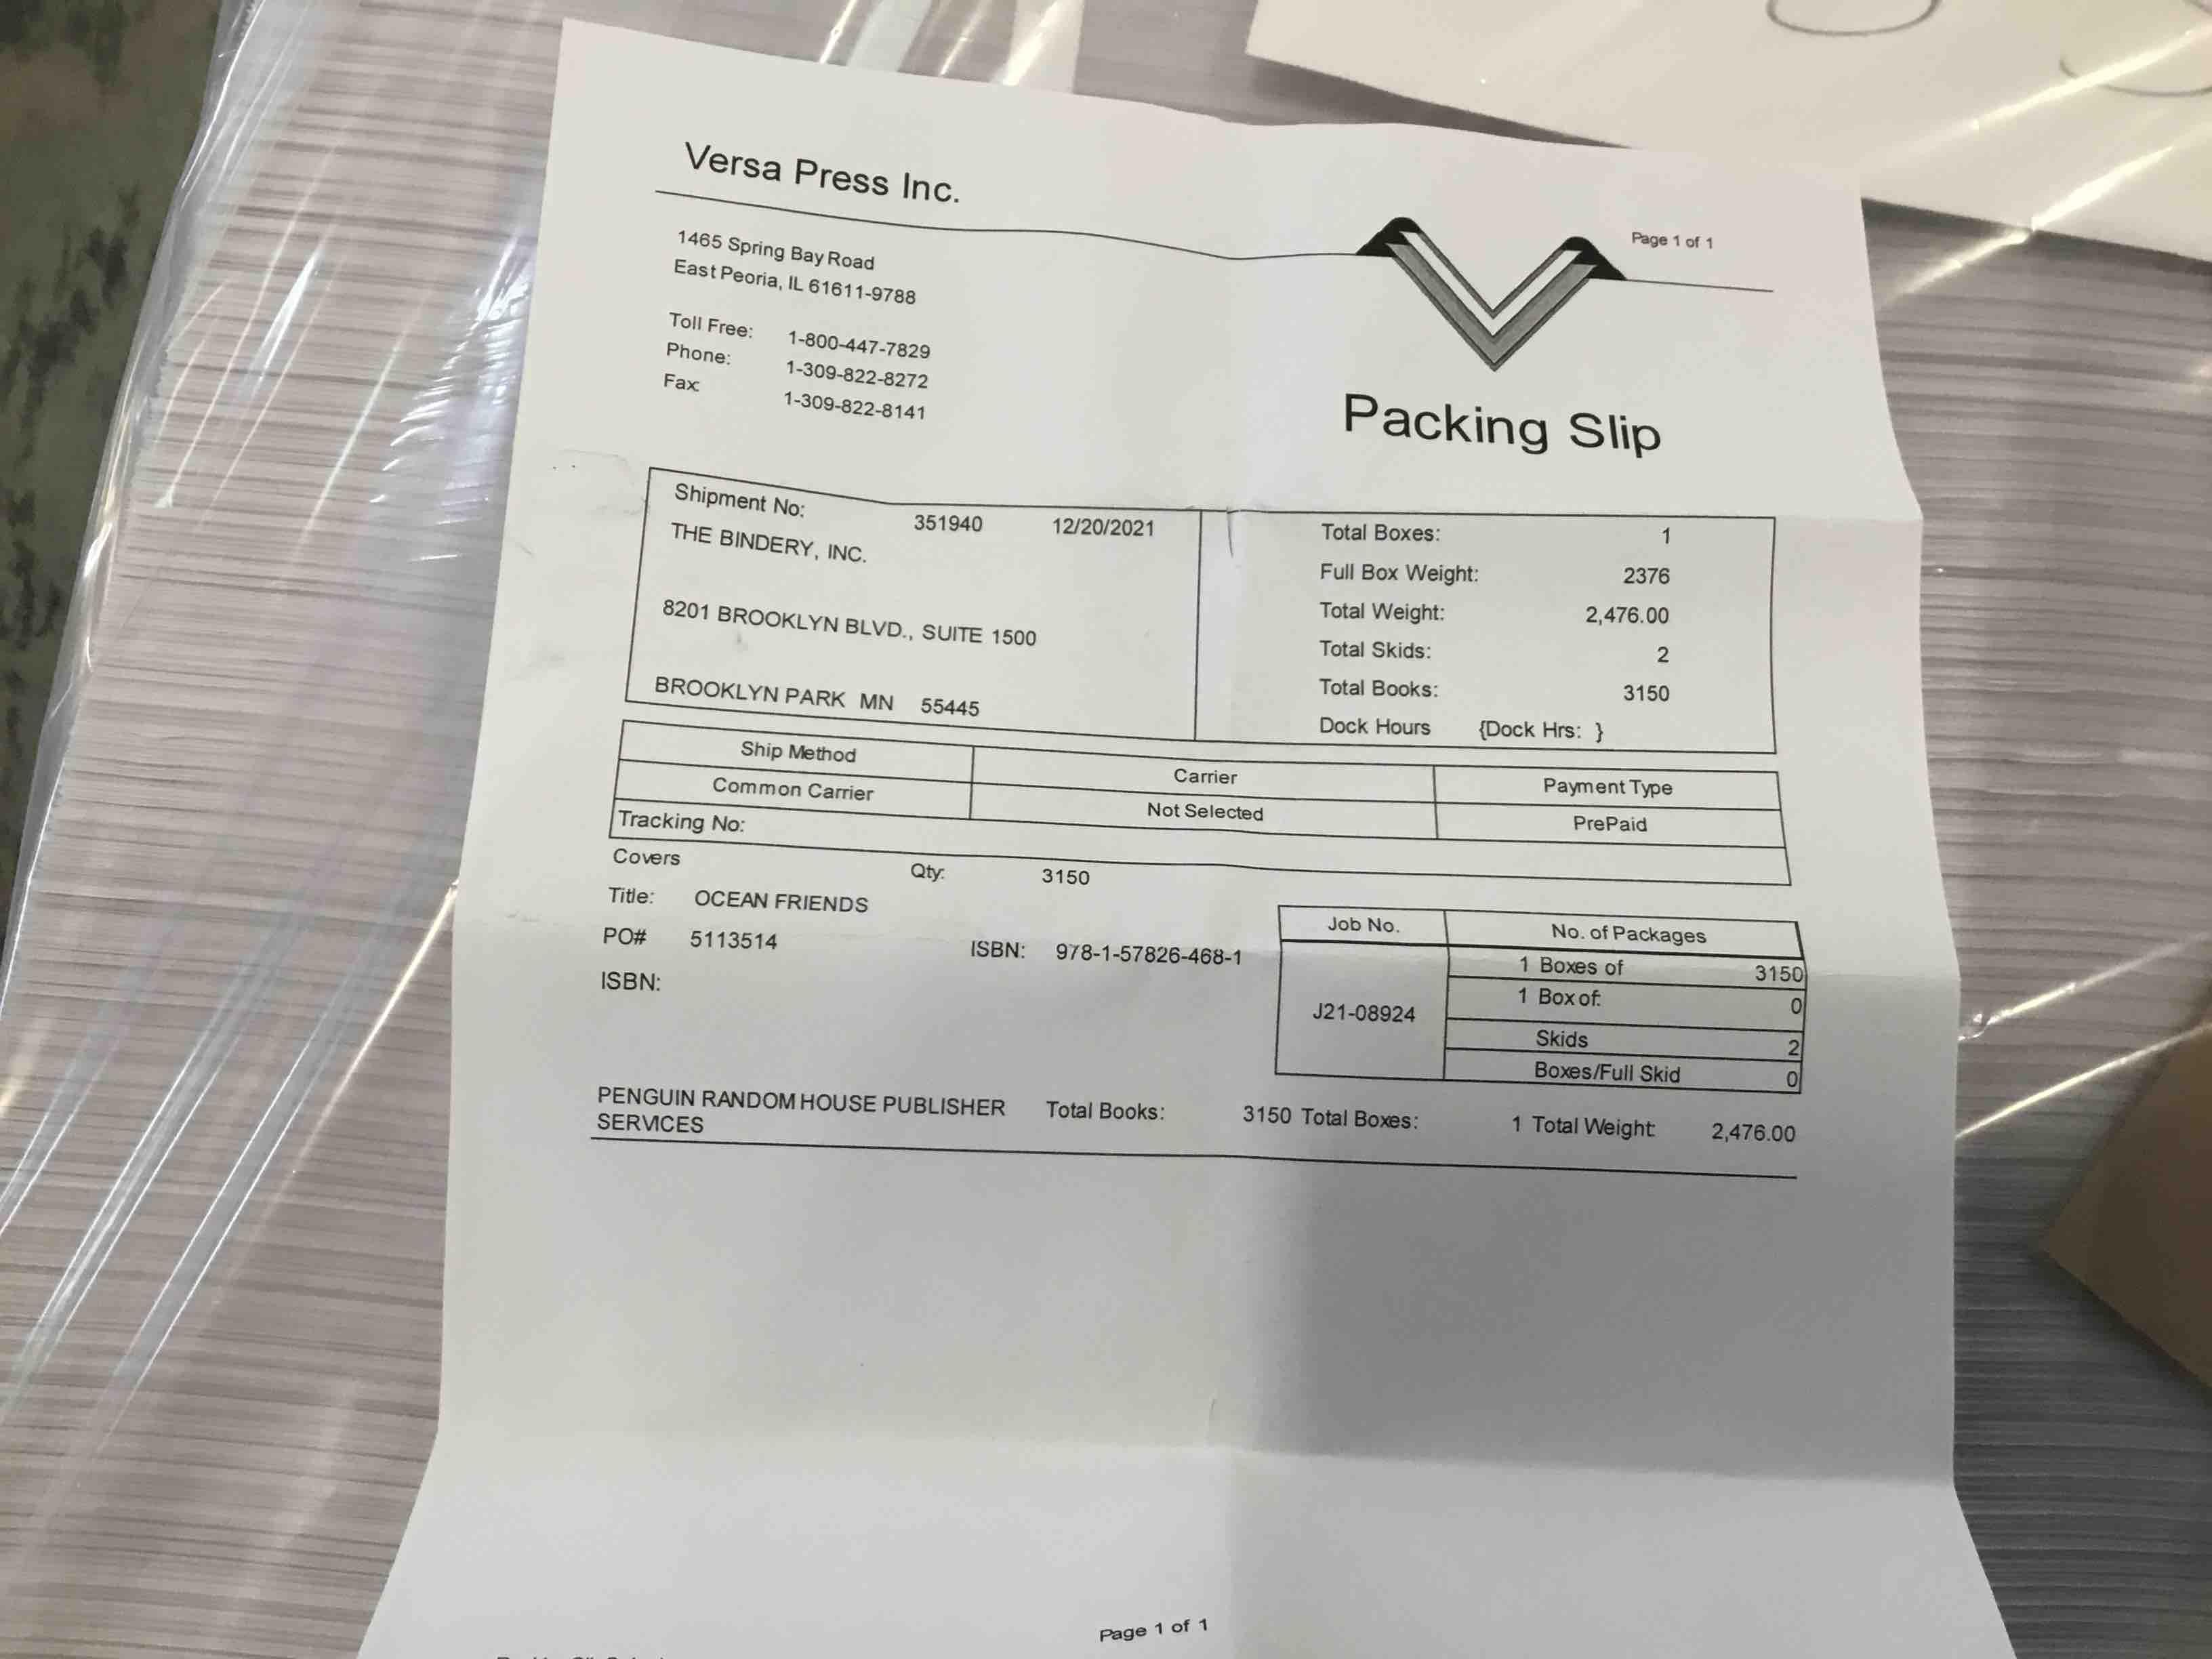 Versa Press Inc.
Page 1 of 1
1465 Spring Bay Road
East Peoria, IL 61611-9788
Toll Free: 1-800-447-7829
Phone: 1-309-822-8272
Fax: 1-309-822-8141
Packing Slip
Shipment No: 351940 12/20/2021
THE BINDERY, INC.
8201 BROOKLYN BLVD., SUITE 1500
BROOKLYN PARK MN 55445
Total Boxes: 1
Full Box Weight: 2376
Total Weight: 2,476.00
Total Skids: 2
Total Books: 3150
Dock Hours {Dock Hrs: }
Ship Method Carrier Payment Type
Common Carrier Not Selected PrePaid
Tracking No:
Covers Qty: 3150
Title: OCEAN FRIENDS
PO# 5113514 ISBN: 978-1-57826-468-1
ISBN:
Job No. No. of Packages
J21-08924
1 Boxes of 3150
1 Box of: 0
Skids 2
Boxes/Full Skid 0
PENGUIN RANDOM HOUSE PUBLISHER Total Books: 3150 Total Boxes: 1 Total Weight: 2,476.00
SERVICES
Page 1 of 1